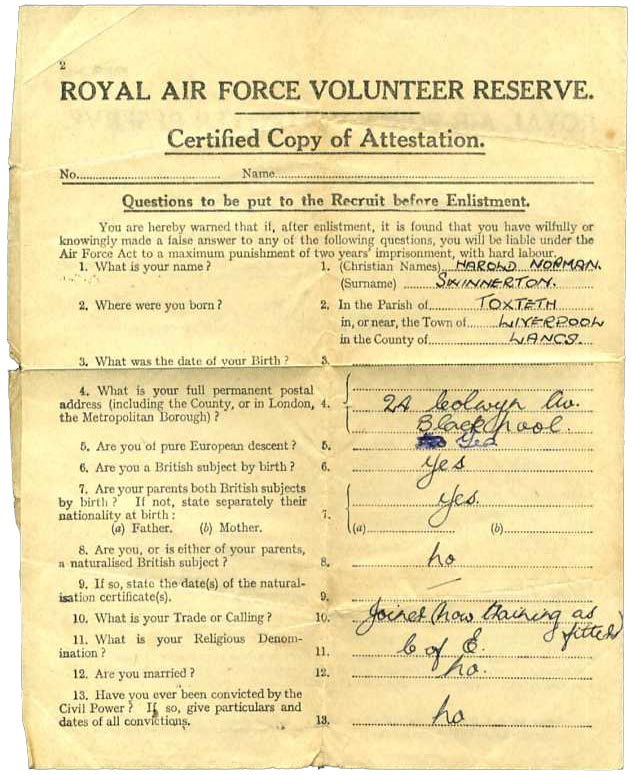 2
ROYAL AIR FORCE VOLUNTEER RESERVE.
Certified Copy of Attestation.
No. Name
Questions to be put to the Recruit before Enlistment.
You are hereby warned that if, after enlistment, it is found that you have wilfully or
knowingly made a false answer to any of the following questions, you will be liable under the
Air Force Act to a maximum punishment of two years' imprisonment, with hard labour.
1. What is your name? 1. (Christian Names) HAROLD NORMAN.
(Surname) SWINNERTON.
2. Where were you born? 2. In the Parish of TOXTETH
in, or near, the Town of LIVERPOOL
in the County of LANCS.
3. What was the date of your Birth? 3.
4. What is your full permanent postal
address (including the County, or in London, 4. 24 Colwyn Av.
the Metropolitan Borough)? Blackpool.
5. Are you of pure European descent? 5. Yes
6. Are you a British subject by birth? 6. Yes
7. Are your parents both British subjects
by birth? If not, state separately their 7. Yes.
nationality at birth:
(a) Father. (b) Mother. (a) (b)
8. Are you, or is either of your parents,
a naturalised British subject? 8. No
9. If so, state the date(s) of the natural-
isation certificate(s). 9. —
10. What is your Trade or Calling? 10. Joiner (now training as
fitter)
11. What is your Religious Denom-
ination? 11. C of E.
12. Are you married? 12. No.
13. Have you ever been convicted by the
Civil Power? If so, give particulars and
dates of all convictions. 13. No